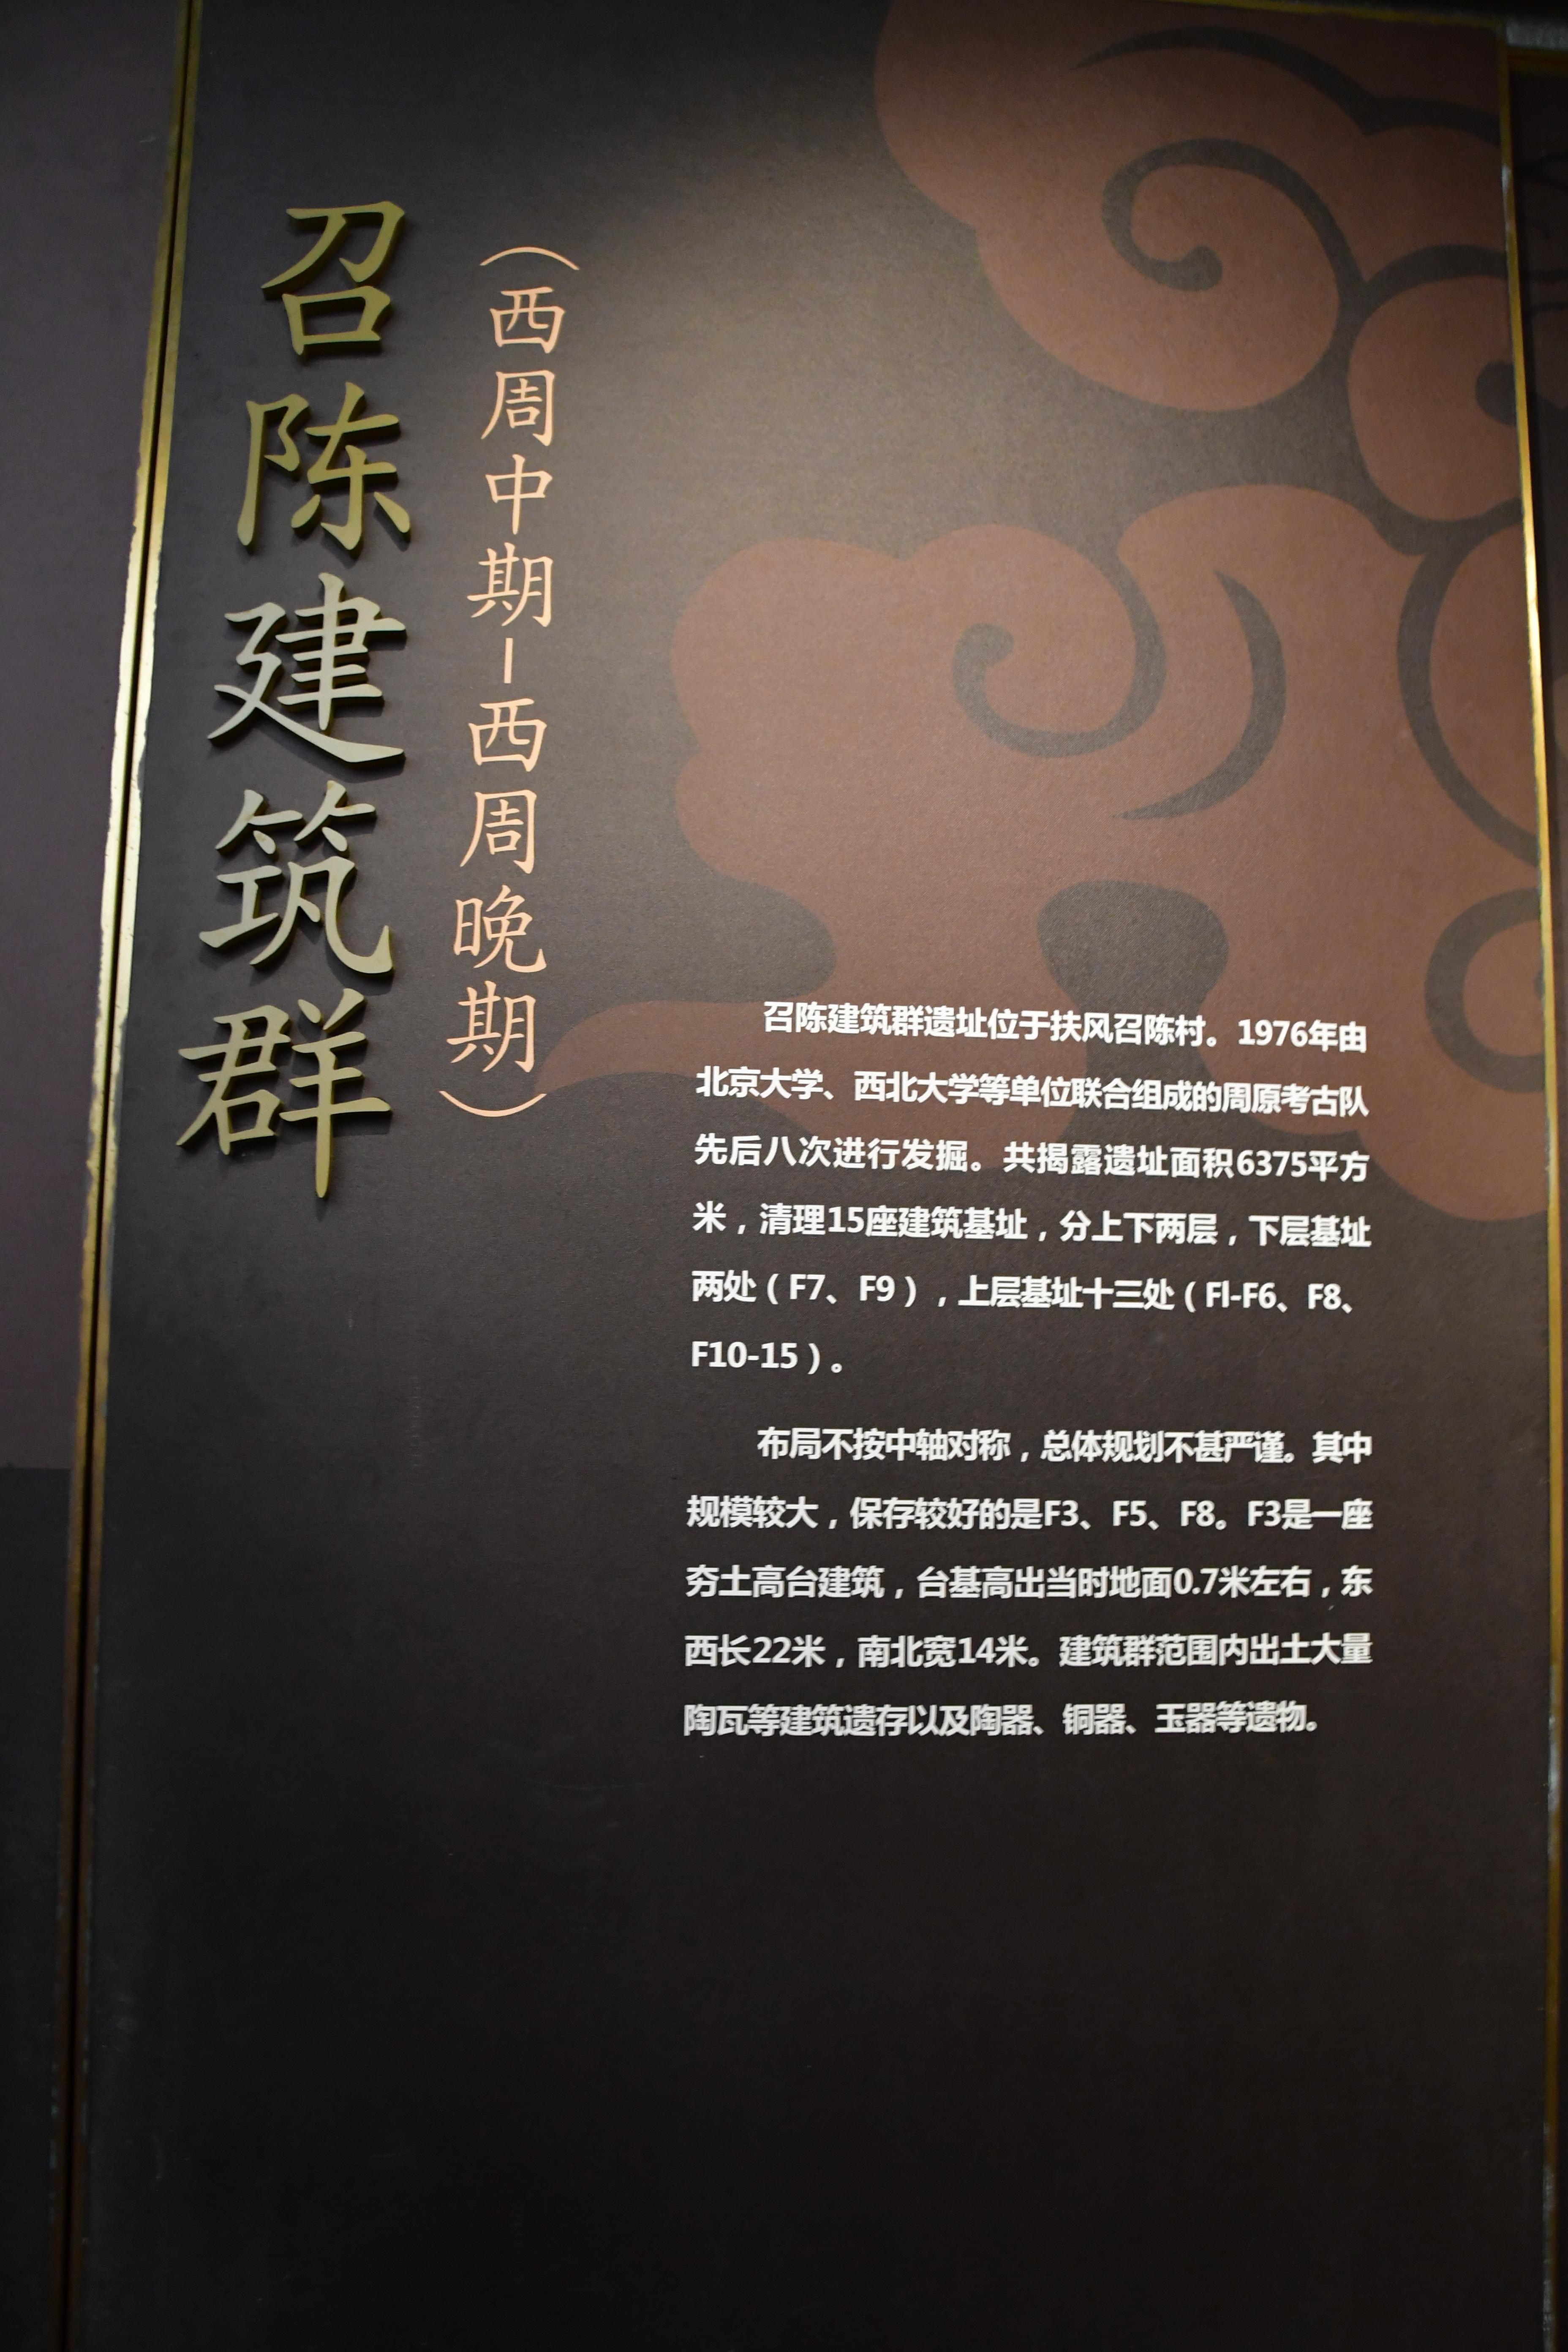 召陈建筑群
（西周中期-西周晚期）
召陈建筑群遗址位于扶风召陈村。1976年由
北京大学、西北大学等单位联合组成的周原考古队
先后八次进行发掘。共揭露遗址面积6375平方
米，清理15座建筑基址，分上下两层，下层基址
两处（F7、F9），上层基址十三处（Fl-F6、F8、
F10-15）。
布局不按中轴对称，总体规划不甚严谨。其中
规模较大，保存较好的是F3、F5、F8。F3是一座
夯土高台建筑，台基高出当时地面0.7米左右，东
西长22米，南北宽14米。建筑群范围内出土大量
陶瓦等建筑遗存以及陶器、铜器、玉器等遗物。